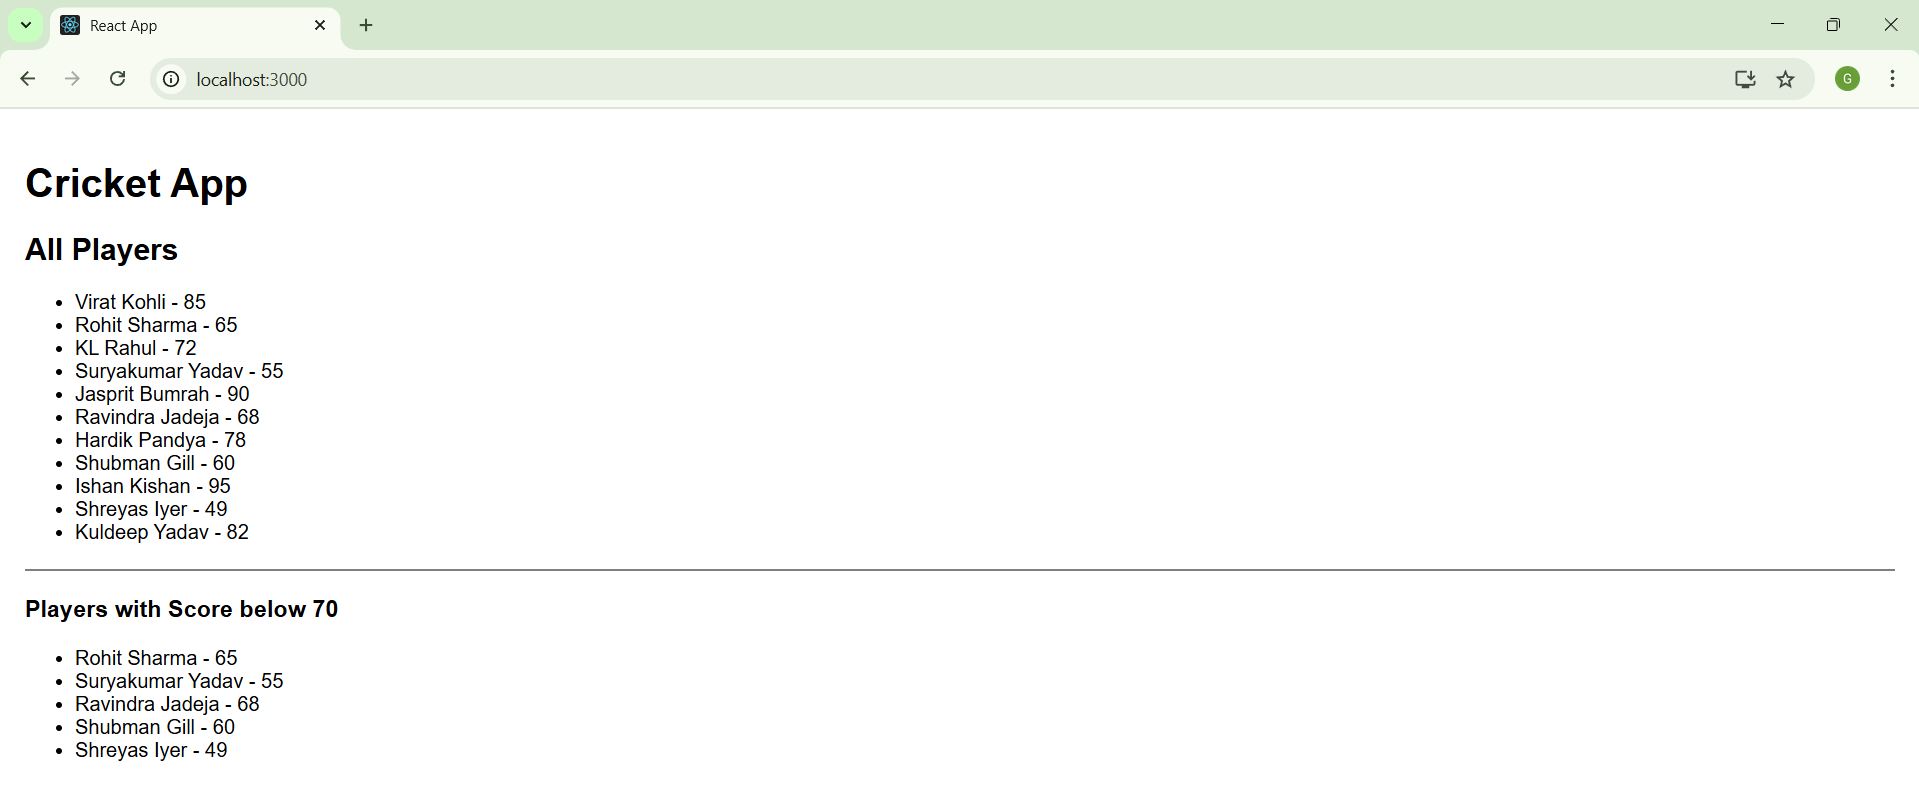 React App
localhost:3000
G
Cricket App
All Players
• Virat Kohli - 85
• Rohit Sharma - 65
• KL Rahul - 72
• Suryakumar Yadav - 55
• Jasprit Bumrah - 90
• Ravindra Jadeja - 68
• Hardik Pandya - 78
• Shubman Gill - 60
• Ishan Kishan - 95
• Shreyas Iyer - 49
• Kuldeep Yadav - 82
Players with Score below 70
• Rohit Sharma - 65
• Suryakumar Yadav - 55
• Ravindra Jadeja - 68
• Shubman Gill - 60
• Shreyas Iyer - 49